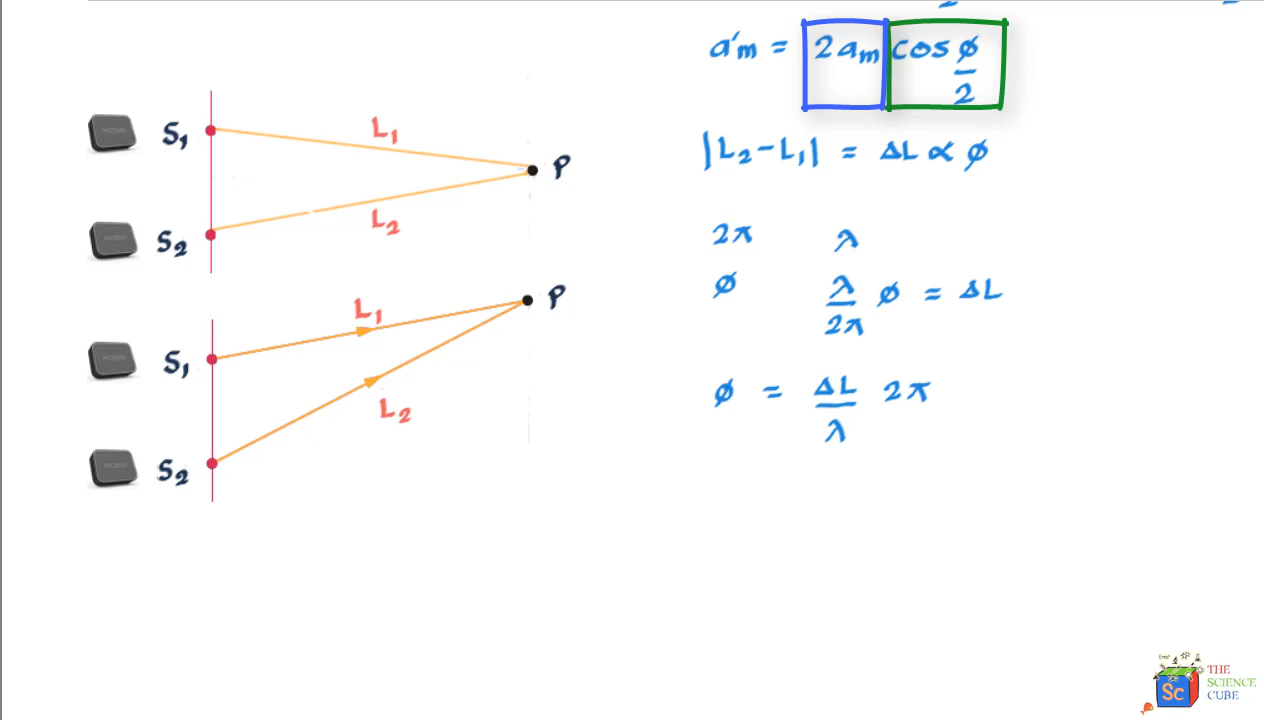 a'm = 2am cos ø/2
|L₂-L₁| = ΔL ∝ ø
2π λ
ø λ/2π ø = ΔL
ø = ΔL/λ 2π
S₁ L₁ P
S₂ L₂
S₁ L₁ P
S₂ L₂
Sc THE
SCIENCE
CUBE